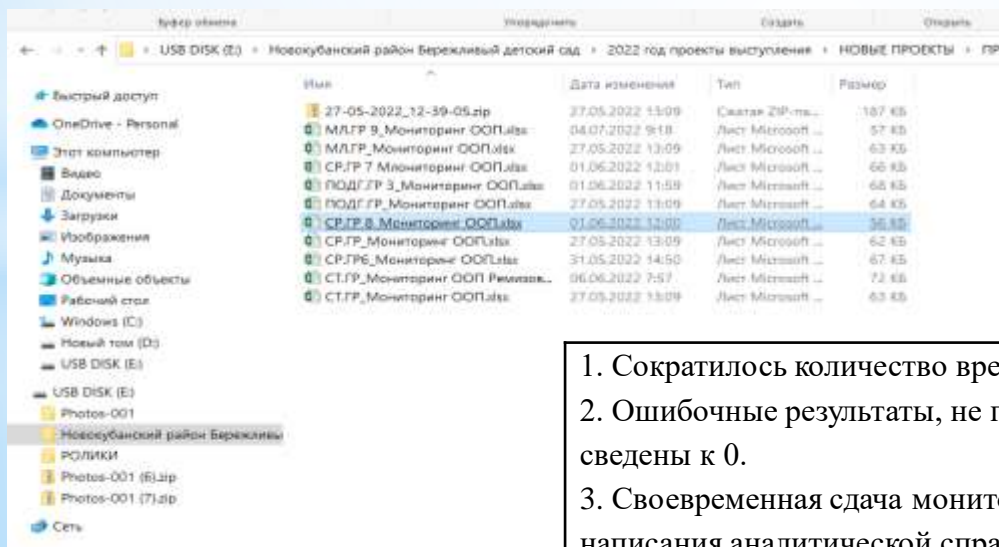 Буфер обмена Упорядочить Создать Открыть
USB DISK (E:) › Новокубанский район Бережливый детский сад › 2022 год проекты выступления › НОВЫЕ ПРОЕКТЫ › ПР
Имя Дата изменения Тип Размер
Быстрый доступ
OneDrive - Personal
Этот компьютер
Видео
Документы
Загрузки
Изображения
Музыка
Объемные объекты
Рабочий стол
Windows (C:)
Новый том (D:)
USB DISK (E:)
USB DISK (E:)
Photos-001
Новокубанский район Бережливы
РОЛИКИ
Photos-001 (6).zip
Photos-001 (7).zip
Сеть
27-05-2022_12-39-05.zip 27.05.2022 13:09 Сжатая ZIP-па... 187 КБ
МЛ.ГР 9_Мониторинг ООП.xlsx 04.07.2022 9:18 Лист Microsoft ... 57 КБ
МЛ.ГР_Мониторинг ООП.xlsx 27.05.2022 13:09 Лист Microsoft ... 63 КБ
СР.ГР 7 Мониторинг ООП.xlsx 01.06.2022 12:01 Лист Microsoft ... 66 КБ
ПОДГ.ГР 3_Мониторинг ООП.xlsx 01.06.2022 11:59 Лист Microsoft ... 68 КБ
ПОДГ.ГР_Мониторинг ООП.xlsx 27.05.2022 13:09 Лист Microsoft ... 64 КБ
СР.ГР 8_Мониторинг ООП.xlsx 01.06.2022 12:00 Лист Microsoft ... 56 КБ
СР.ГР_Мониторинг ООП.xlsx 27.05.2022 13:09 Лист Microsoft ... 62 КБ
СР.ГР6_Мониторинг ООП.xlsx 31.05.2022 14:50 Лист Microsoft ... 67 КБ
СТ.ГР_Мониторинг ООП Ремизов... 06.06.2022 7:57 Лист Microsoft ... 72 КБ
СТ.ГР_Мониторинг ООП.xlsx 27.05.2022 13:09 Лист Microsoft ... 63 КБ
1. Сократилось количество вре
2. Ошибочные результаты, не п
сведены к 0.
3. Своевременная сдача монито
написания аналитической спра